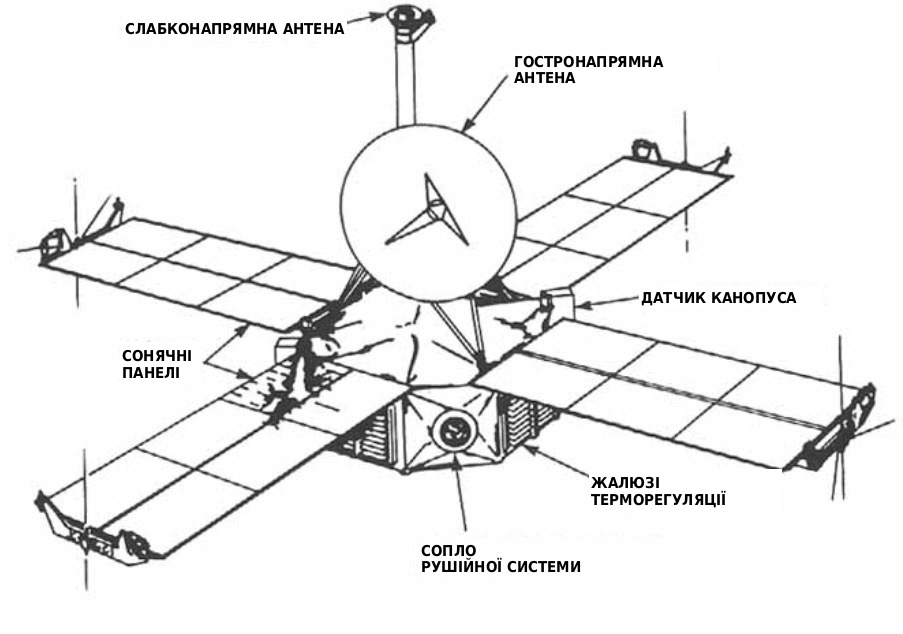 СЛАБКОНАПРЯМНА АНТЕНА
ГОСТРОНАПРЯМНА
АНТЕНА
ДАТЧИК КАНОПУСА
СОНЯЧНІ
ПАНЕЛІ
ЖАЛЮЗІ
ТЕРМОРЕГУЛЯЦІЇ
СОПЛО
РУШІЙНОЇ СИСТЕМИ